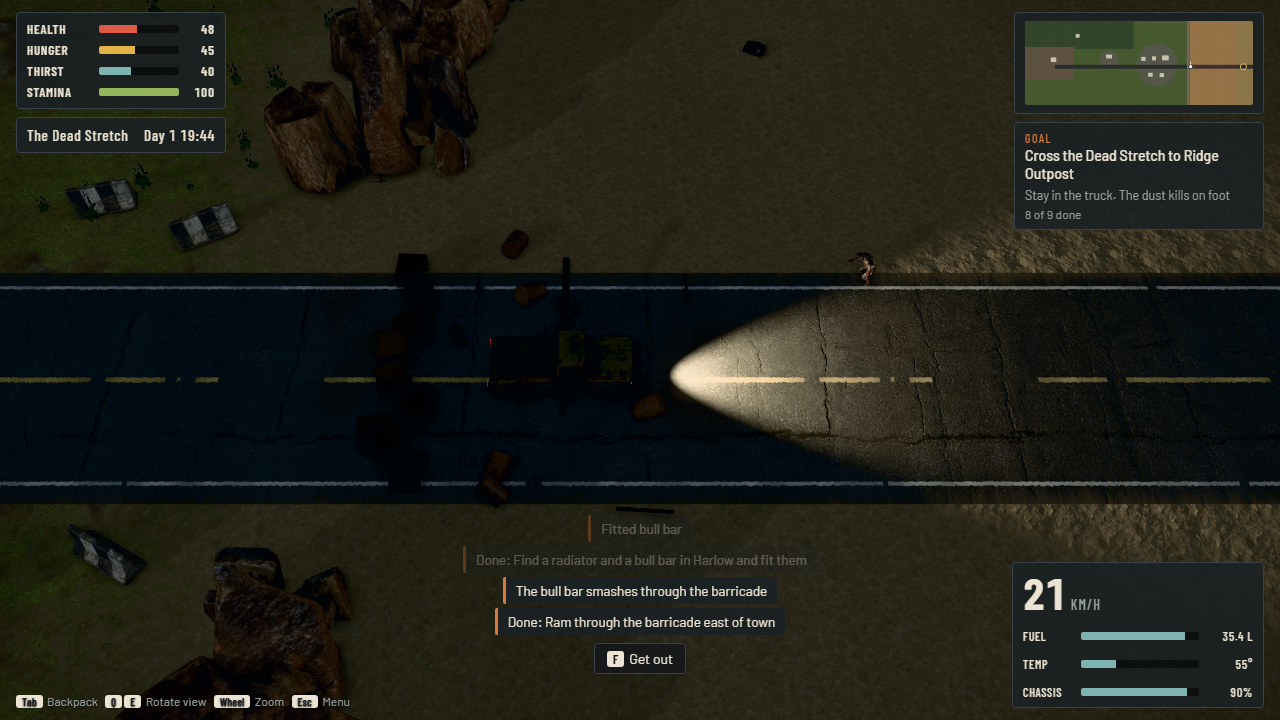 HEALTH 48
HUNGER 45
THIRST 40
STAMINA 100
The Dead Stretch Day 1 19:44
GOAL
Cross the Dead Stretch to Ridge
Outpost
Stay in the truck. The dust kills on foot
8 of 9 done
Fitted bull bar
Done: Find a radiator and a bull bar in Harlow and fit them
The bull bar smashes through the barricade
Done: Ram through the barricade east of town
F Get out
21 KM/H
FUEL 35.4 L
TEMP 55°
CHASSIS 90%
Tab Backpack Q E Rotate view Wheel Zoom Esc Menu